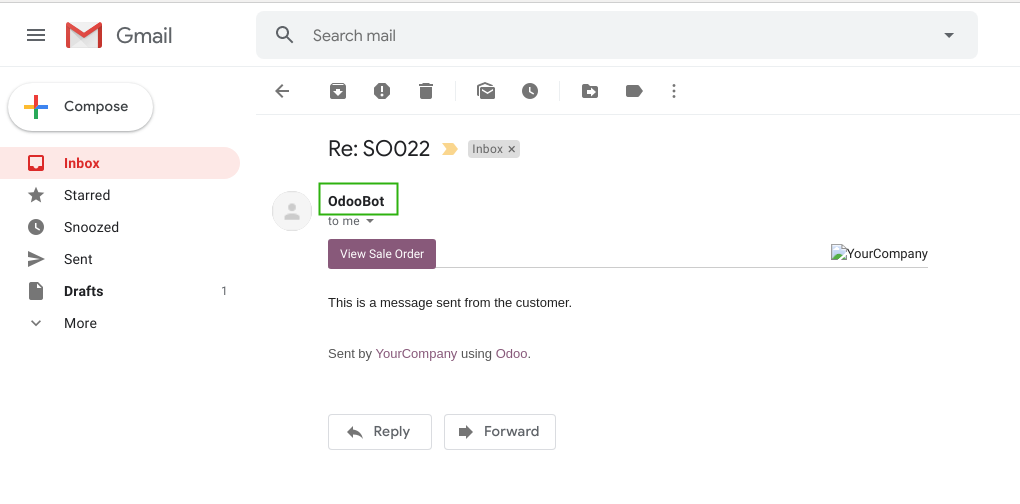 Gmail
Search mail
Compose
Inbox
Starred
Snoozed
Sent
Drafts 1
More
Re: SO022 Inbox ×
OdooBot
to me
View Sale Order YourCompany
This is a message sent from the customer.
Sent by YourCompany using Odoo.
Reply Forward